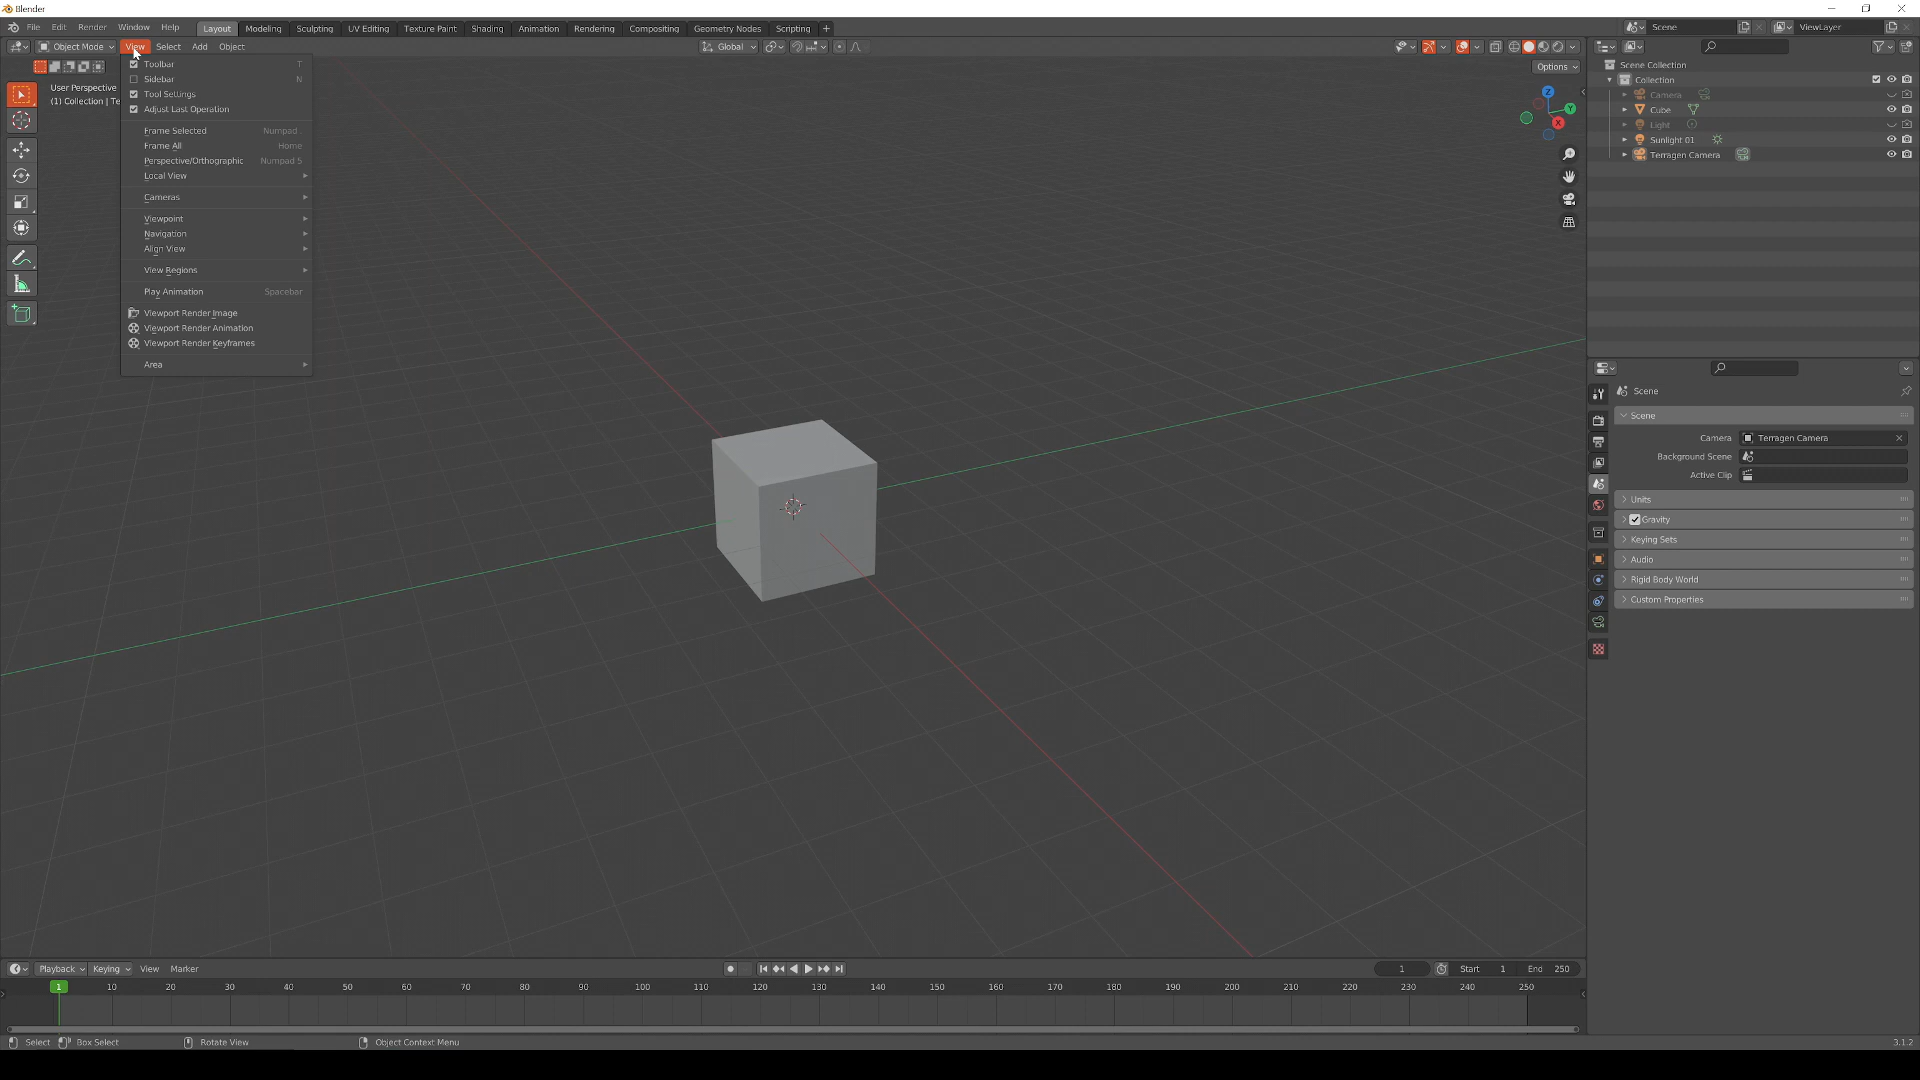 Blender
File Edit Render Window Help Layout Modeling Sculpting UV Editing Texture Paint Shading Animation Rendering Compositing Geometry Nodes Scripting + Scene ViewLayer
Object Mode View Select Add Object Global
Options
User Perspective
(1) Collection | Te
Toolbar T
Sidebar N
Tool Settings
Adjust Last Operation
Frame Selected Numpad .
Frame All Home
Perspective/Orthographic Numpad 5
Local View
Cameras
Viewpoint
Navigation
Align View
View Regions
Play Animation Spacebar
Viewport Render Image
Viewport Render Animation
Viewport Render Keyframes
Area
Z
Y
X
Scene Collection
Collection
Camera
Cube
Light
Sunlight 01
Terragen Camera
Scene
Scene
Camera Terragen Camera
Background Scene
Active Clip
Units
Gravity
Keying Sets
Audio
Rigid Body World
Custom Properties
Playback Keying View Marker 1 Start 1 End 250
1 10 20 30 40 50 60 70 80 90 100 110 120 130 140 150 160 170 180 190 200 210 220 230 240 250
Select Box Select Rotate View Object Context Menu 3.1.2